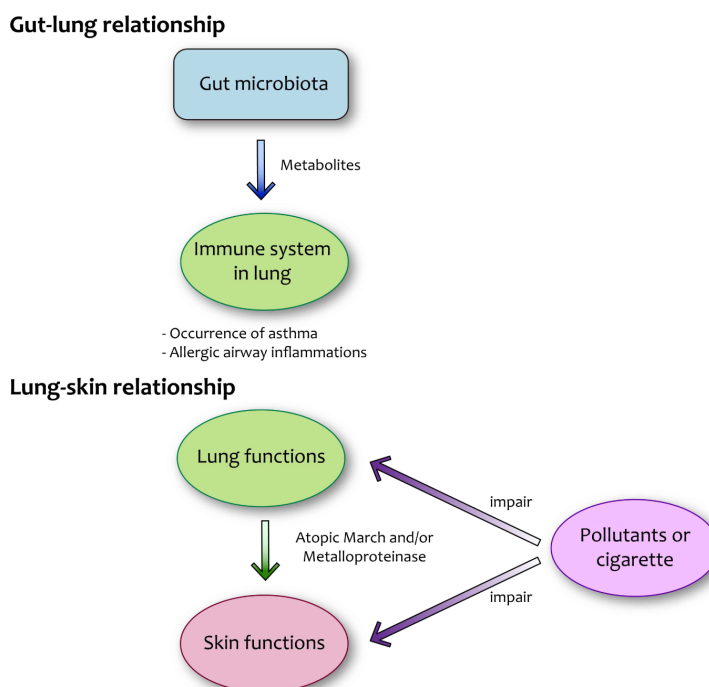 Gut-lung relationship
Gut microbiota
Metabolites
Immune system
in lung
- Occurrence of asthma
- Allergic airway inflammations
Lung-skin relationship
Lung functions
impair
Atopic March and/or
Metalloproteinase
Pollutants or
cigarette
impair
Skin functions